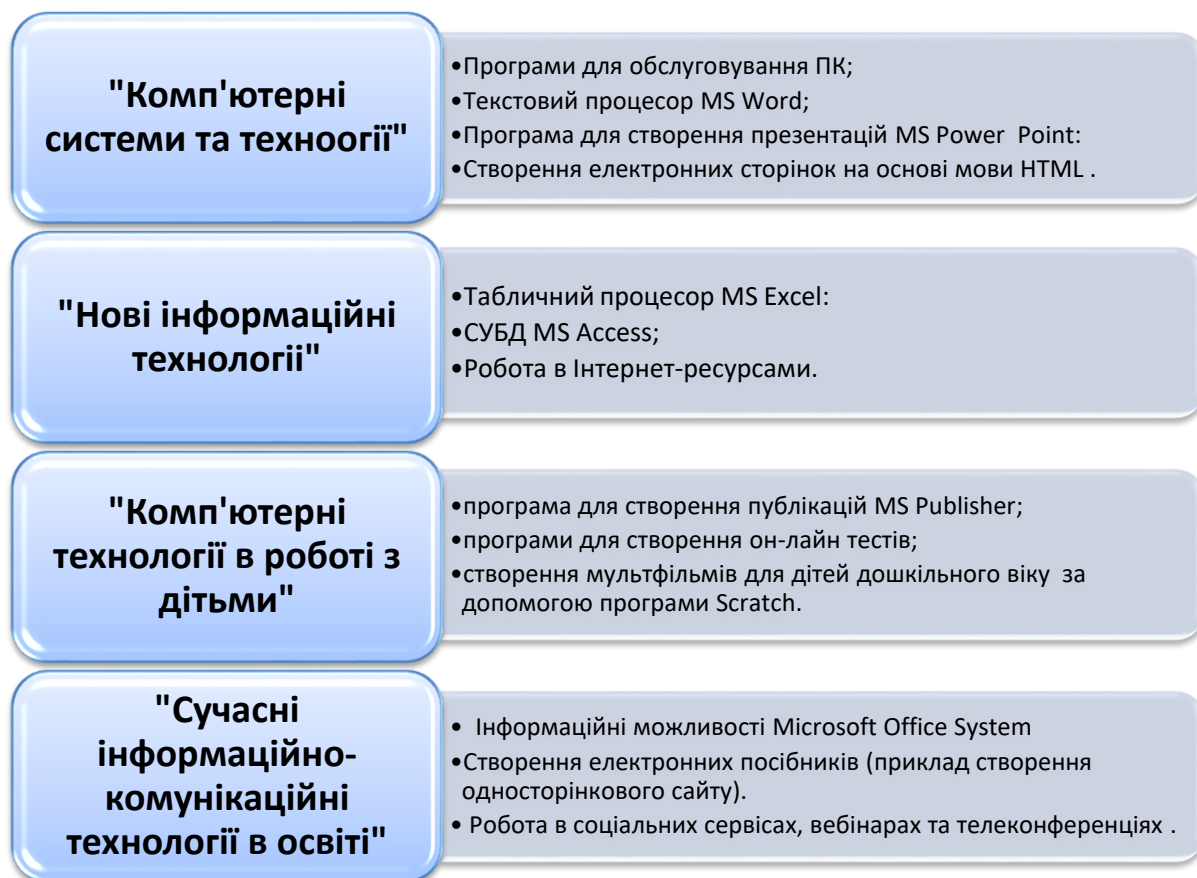 "Комп'ютерні
системи та техноогії"
•Програми для обслуговування ПК;
•Текстовий процесор MS Word;
•Програма для створення презентацій MS Power  Point:
•Створення електронних сторінок на основі мови HTML .
"Нові інформаційні
технологіі"
•Табличний процесор MS Excel:
•СУБД MS Access;
•Робота в Інтернет-ресурсами.
"Комп'ютерні
технології в роботі з
дітьми"
•програма для створення публікацій MS Publisher;
•програми для створення он-лайн тестів;
•створення мультфільмів для дітей дошкільного віку  за
допомогою програми Scratch.
"Сучасні
інформаційно-
комунікаційні
технології в освіті"
•  Інформаційні можливості Microsoft Office System
•Створення електронних посібників (приклад створення
односторінкового сайту).
• Робота в соціальних сервісах, вебінарах та телеконференціях .